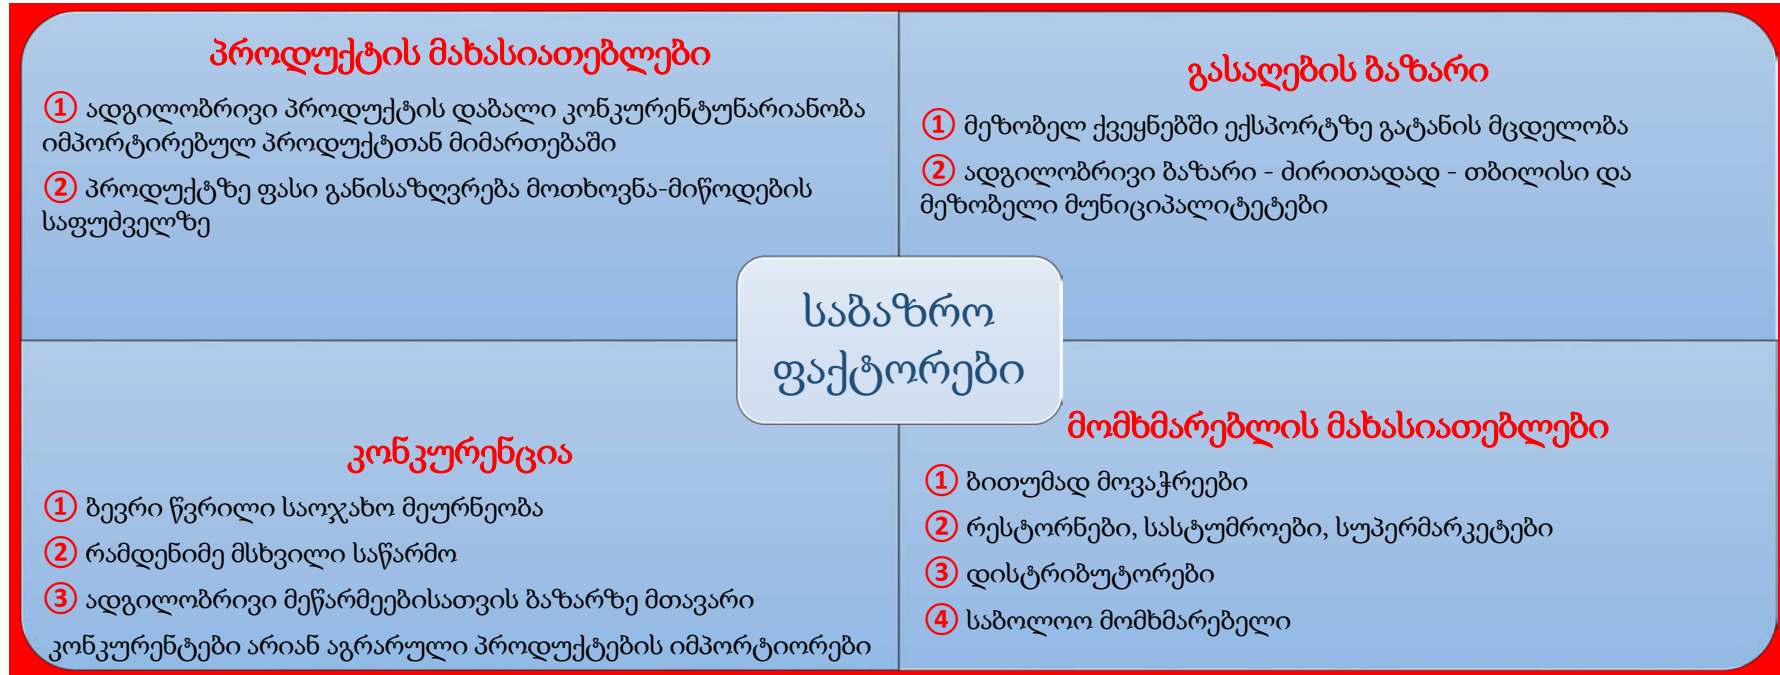 პროდუქტის მახასიათებლები
① ადგილობრივი პროდუქტის დაბალი კონკურენტუნარიანობა
იმპორტირებულ პროდუქტთან მიმართებაში
② პროდუქტზე ფასი განისაზღვრება მოთხოვნა-მიწოდების
საფუძველზე
გასაღების ბაზარი
① მეზობელ ქვეყნებში ექსპორტზე გატანის მცდელობა
② ადგილობრივი ბაზარი - ძირითადად - თბილისი და
მეზობელი მუნიციპალიტეტები
საბაზრო
ფაქტორები
კონკურენცია
① ბევრი წვრილი საოჯახო მეურნეობა
② რამდენიმე მსხვილი საწარმო
③ ადგილობრივი მეწარმეებისათვის ბაზარზე მთავარი
კონკურენტები არიან აგრარული პროდუქტების იმპორტიორები
მომხმარებლის მახასიათებლები
① ბითუმად მოვაჭრეები
② რესტორნები, სასტუმროები, სუპერმარკეტები
③ დისტრიბუტორები
④ საბოლოო მომხმარებელი